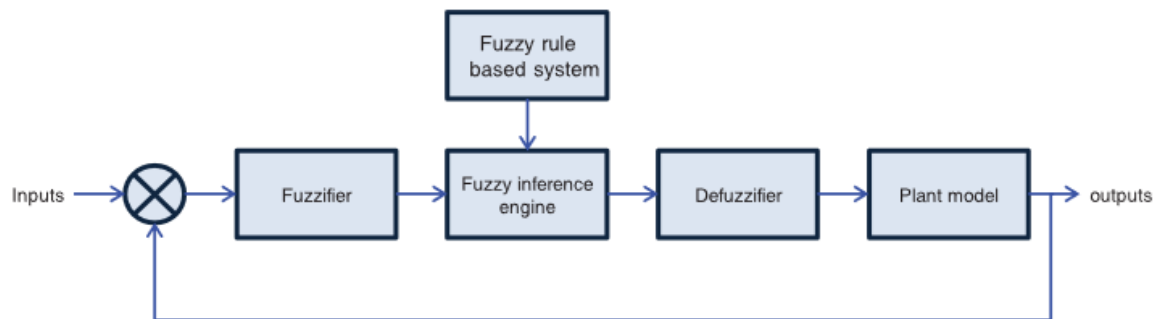 Fuzzy rule
based system
Inputs
Fuzzifier
Fuzzy inference
engine
Defuzzifier
Plant model
outputs